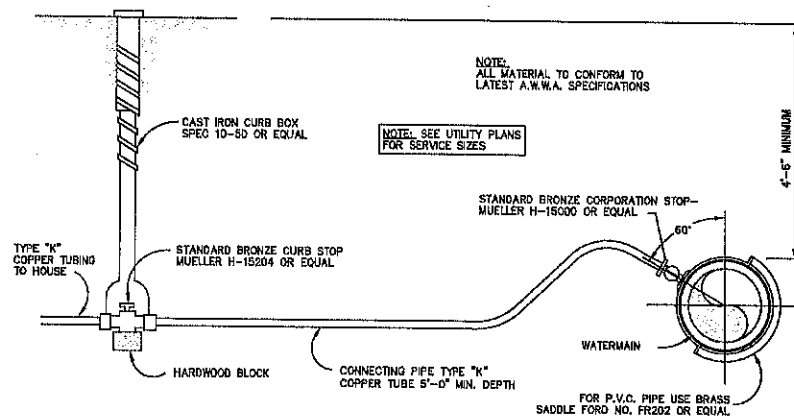 NOTE:
ALL MATERIAL TO CONFORM TO
LATEST A.W.W.A. SPECIFICATIONS
CAST IRON CURB BOX
SPEC 10-5D OR EQUAL
NOTE: SEE UTILITY PLANS
FOR SERVICE SIZES
4'-6" MINIMUM
STANDARD BRONZE CORPORATION STOP-
MUELLER H-15000 OR EQUAL
60°
TYPE "K"
COPPER TUBING
TO HOUSE
STANDARD BRONZE CURB STOP
MUELLER H-15204 OR EQUAL
WATERMAIN
HARDWOOD BLOCK
CONNECTING PIPE TYPE "K"
COPPER TUBE 5'-0" MIN. DEPTH
FOR P.V.C. PIPE USE BRASS
SADDLE FORD NO. FR202 OR EQUAL